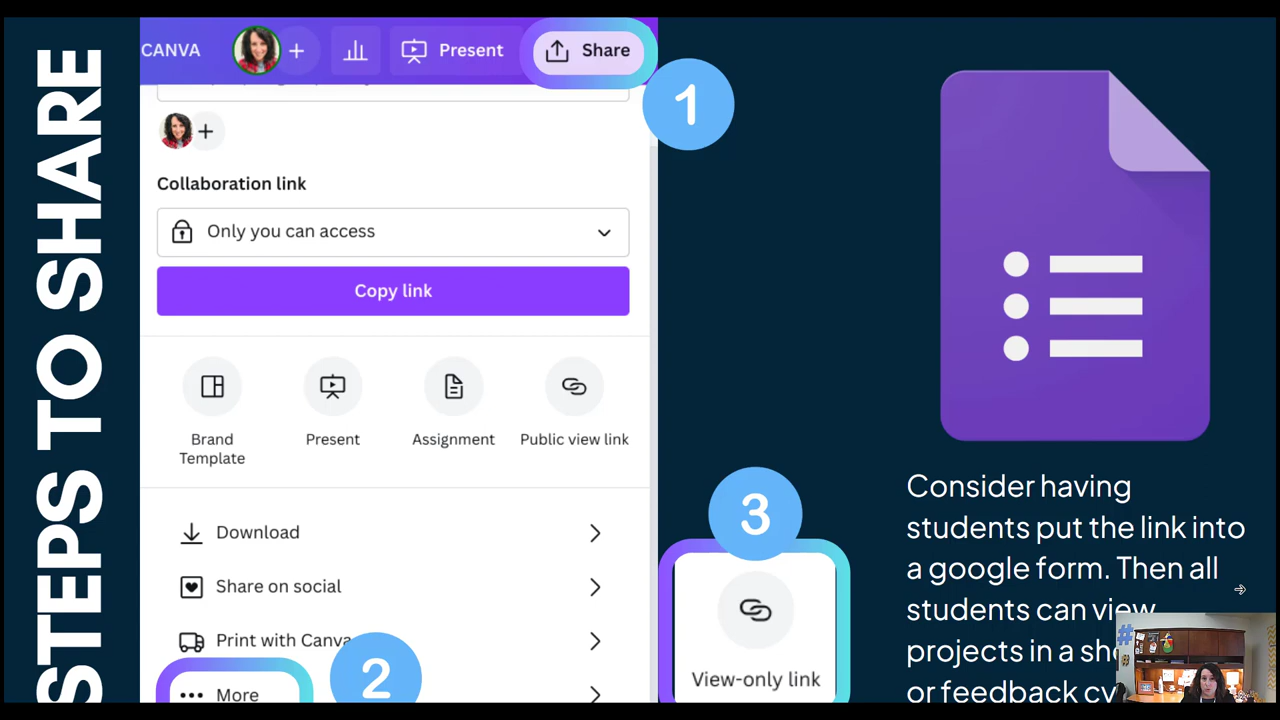 STEPS TO SHARE
CANVA
Present
Share
1
Collaboration link
Only you can access
Copy link
Brand
Template
Present
Assignment
Public view link
Download
Share on social
Print with Canva
More
2
3
View-only link
Consider having
students put the link into
a google form. Then all
students can view
projects in a
or feedback